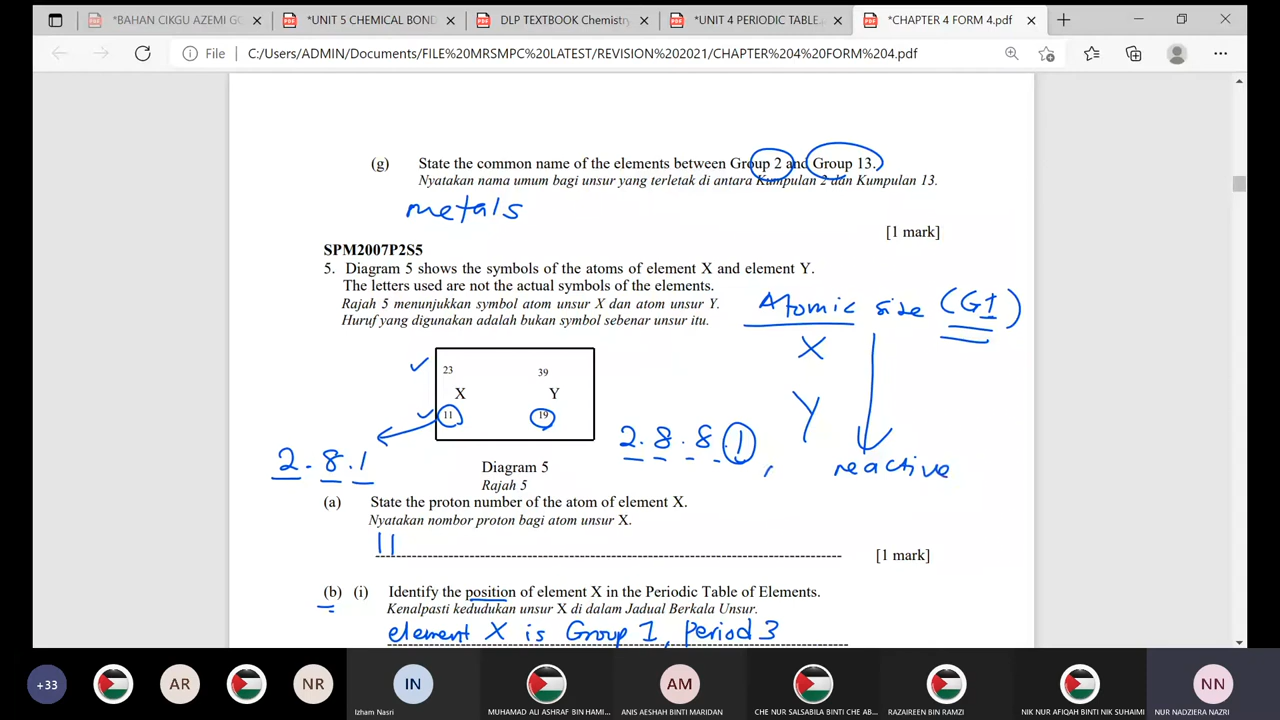 *BAHAN CIKGU AZEMI GO
*UNIT 5 CHEMICAL BOND
DLP TEXTBOOK Chemistry
*UNIT 4 PERIODIC TABLE.
*CHAPTER 4 FORM 4.pdf
File C:/Users/ADMIN/Documents/FILE%20MRSMPC%20LATEST/REVISION%202021/CHAPTER%204%20FORM%204.pdf
(g) State the common name of the elements between Group 2 and Group 13.
Nyatakan nama umum bagi unsur yang terletak di antara Kumpulan 2 dan Kumpulan 13.
metals
[1 mark]
SPM2007P2S5
5. Diagram 5 shows the symbols of the atoms of element X and element Y.
The letters used are not the actual symbols of the elements.
Rajah 5 menunjukkan symbol atom unsur X dan atom unsur Y.
Huruf yang digunakan adalah bukan symbol sebenar unsur itu.
Atomic size (G1)
X
Y
reactive
23 39
X Y
11 19
2.8.1
2.8.8.1,
Diagram 5
Rajah 5
(a) State the proton number of the atom of element X.
Nyatakan nombor proton bagi atom unsur X.
11
[1 mark]
(b) (i) Identify the position of element X in the Periodic Table of Elements.
Kenalpasti kedudukan unsur X di dalam Jadual Berkala Unsur.
element X is Group 1, Period 3
+33 AR NR IN AM NN
Izham Nasri
MUHAMAD ALI ASHRAF BIN HAMI...
ANIS AESHAH BINTI MARIDAN
CHE NUR SALSABILA BINTI CHE AB...
RAZAIREEN BIN RAMZI
NIK NUR AFIQAH BINTI NIK SUHAIMI
NUR NADZIERA NAZRI